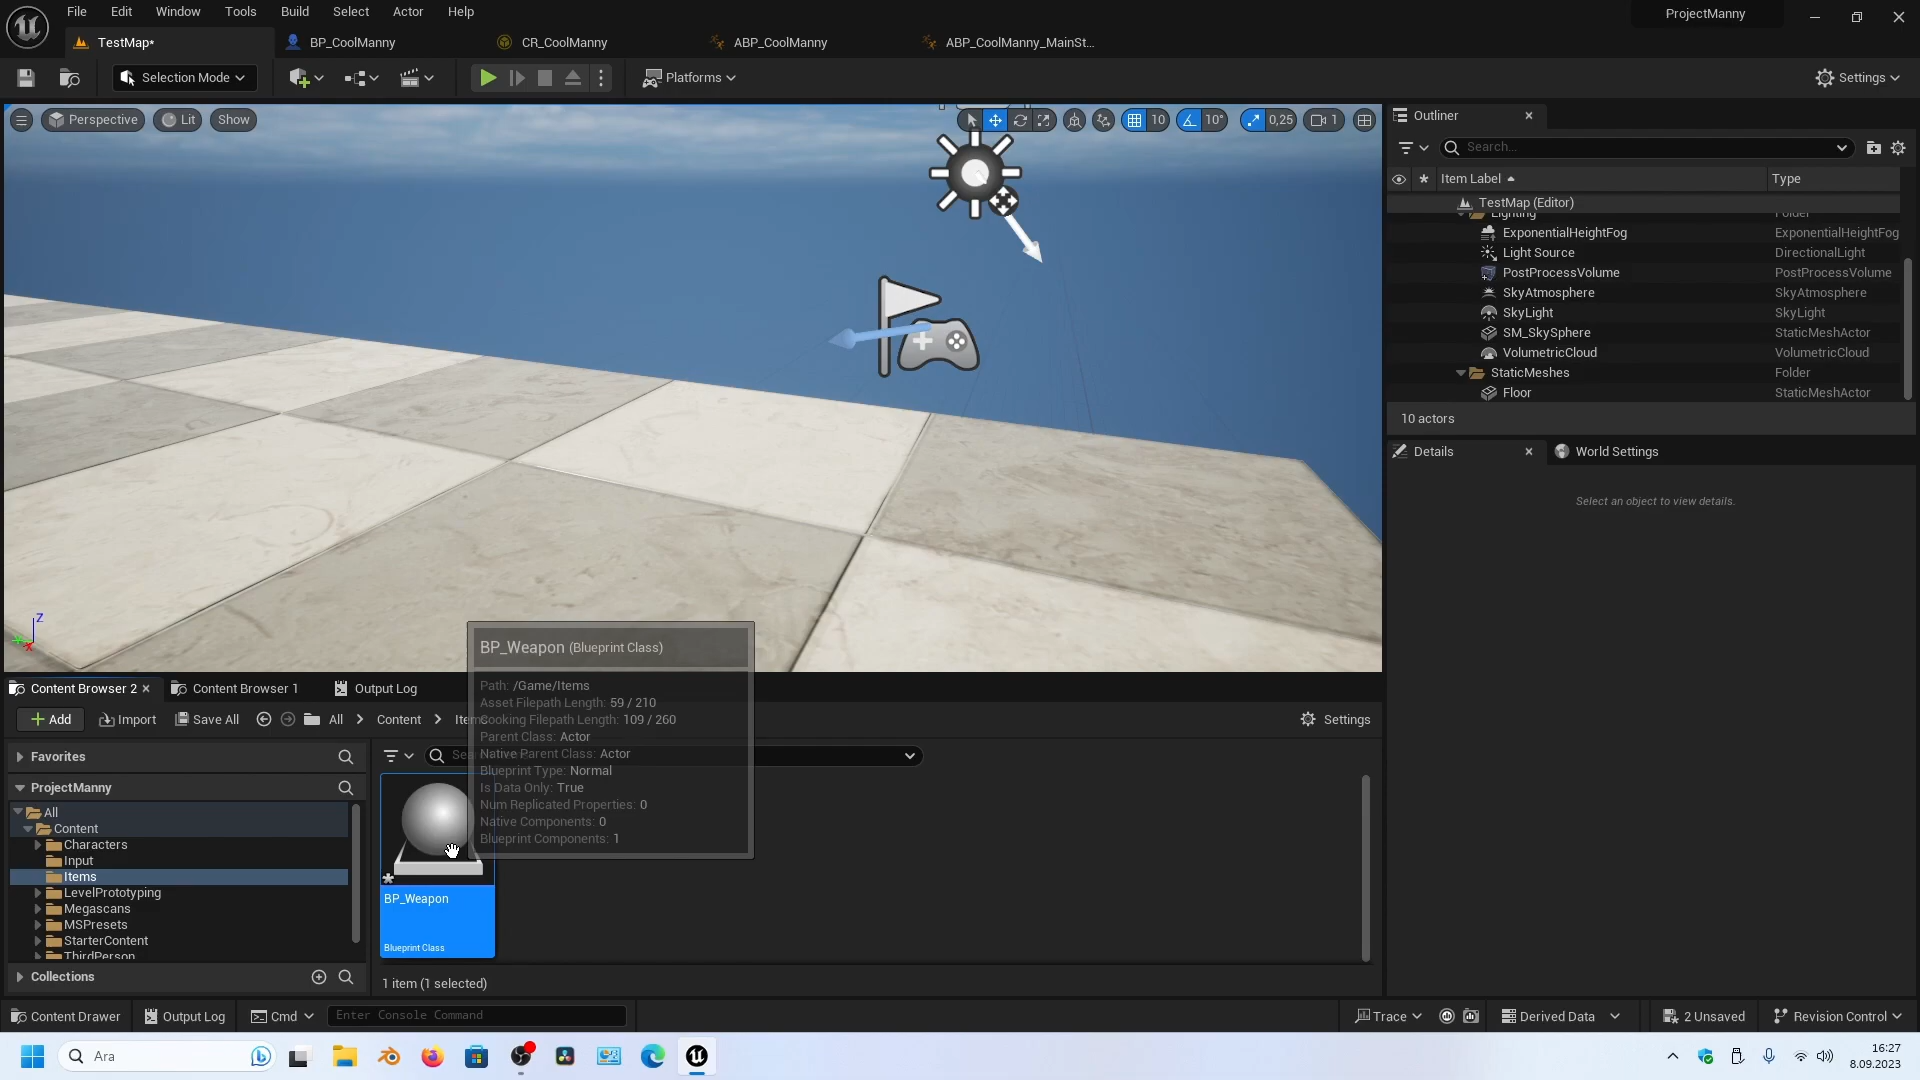 File Edit Window Tools Build Select Actor Help
ProjectManny
TestMap*
BP_CoolManny
CR_CoolManny
ABP_CoolManny
ABP_CoolManny_MainSt...
Selection Mode
Platforms
Settings
Perspective
Lit
Show
10
10°
0,25
1
Outliner
Search...
Item Label
Type
TestMap (Editor)
Lighting Folder
ExponentialHeightFog ExponentialHeightFog
Light Source DirectionalLight
PostProcessVolume PostProcessVolume
SkyAtmosphere SkyAtmosphere
SkyLight SkyLight
SM_SkySphere StaticMeshActor
VolumetricCloud VolumetricCloud
StaticMeshes Folder
Floor StaticMeshActor
10 actors
Details
World Settings
Select an object to view details.
Z
X
BP_Weapon (Blueprint Class)
Path: /Game/Items
Asset Filepath Length: 59 / 210
Cooking Filepath Length: 109 / 260
Parent Class: Actor
Native Parent Class: Actor
Blueprint Type: Normal
Is Data Only: True
Num Replicated Properties: 0
Native Components: 0
Blueprint Components: 1
Content Browser 2
Content Browser 1
Output Log
Add
Import
Save All
All
Content
Settings
Favorites
ProjectManny
All
Content
Characters
Input
Items
LevelPrototyping
Megascans
MSPresets
StarterContent
ThirdPerson
Collections
BP_Weapon
Blueprint Class
1 item (1 selected)
Content Drawer
Output Log
Cmd
Enter Console Command
Trace
Derived Data
2 Unsaved
Revision Control
Ara
16:27
8.09.2023